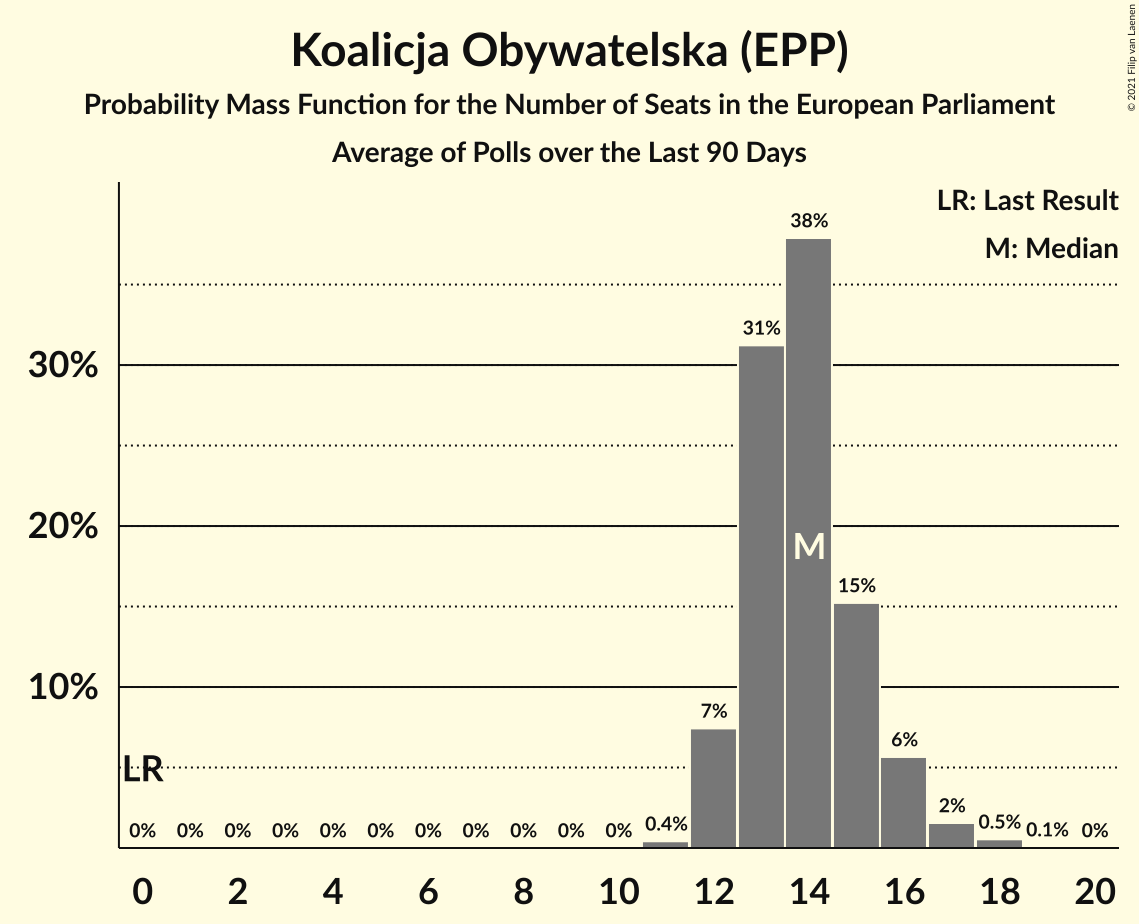 Koalicja Obywatelska (EPP)
Probability Mass Function for the Number of Seats in the European Parliament
Average of Polls over the Last 90 Days
© 2021 Filip van Laenen
LR: Last Result
M: Median
38%
31%
30%
20%
M
15%
10%
7%
6%
LR
2%
0% 0% 0% 0% 0% 0% 0% 0% 0% 0% 0% 0.4% 0.5% 0.1% 0%
0 2 4 6 8 10 12 14 16 18 20